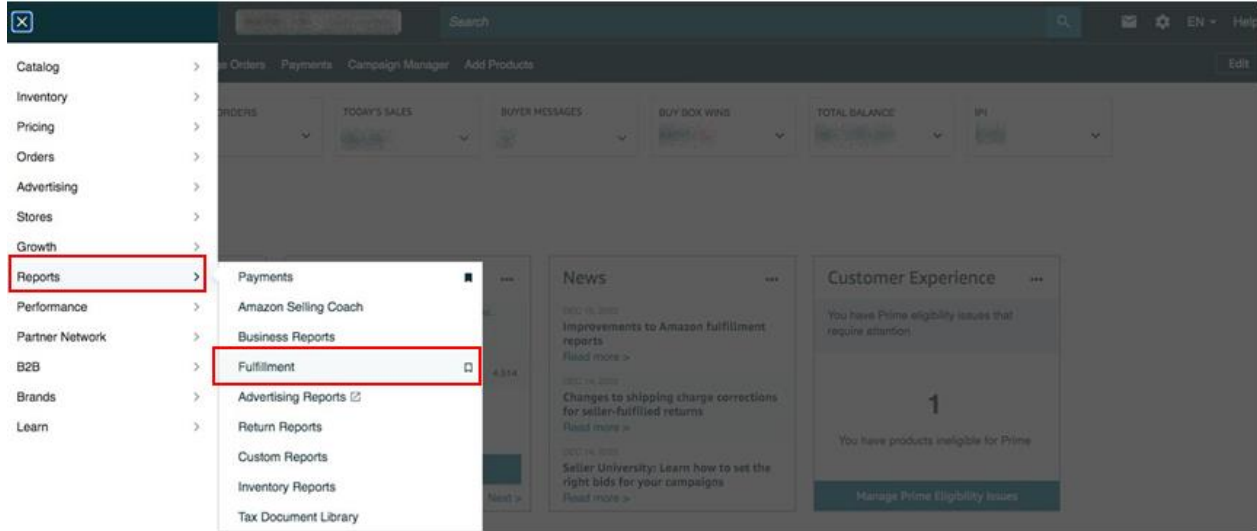 Search
EN
Help
Catalog
Orders Payments Campaign Manager Add Products
Edit
Inventory
ORDERS
TODAY'S SALES
BUYER MESSAGES
BUY BOX WINS
TOTAL BALANCE
IPI
Pricing
Orders
Advertising
Stores
Growth
Reports
Performance
Partner Network
B2B
Brands
Learn
Payments
Amazon Selling Coach
Business Reports
Fulfillment
Advertising Reports
Return Reports
Custom Reports
Inventory Reports
Tax Document Library
4,514
Next >
News
Improvements to Amazon fulfillment
reports
Read more >
Changes to shipping charge corrections
for seller-fulfilled returns
Read more >
Seller University: Learn how to set the
right bids for your campaigns
Read more >
Customer Experience
You have Prime eligibility issues that
require attention.
1
You have products ineligible for Prime
Manage Prime Eligibility Issues